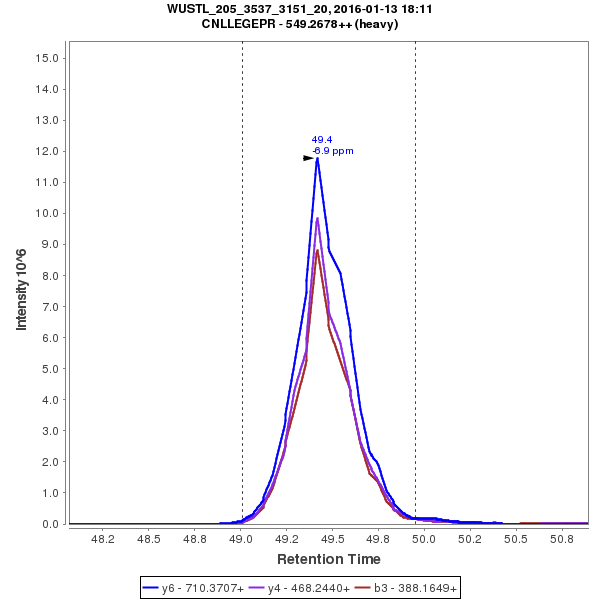 WUSTL_205_3537_3151_20, 2016-01-13 18:11
CNLLEGEPR - 549.2678++ (heavy)
15.0
14.0
13.0
12.0
11.0
10.0
9.0
8.0
7.0
6.0
5.0
4.0
3.0
2.0
1.0
0.0
Intensity 10^6
49.4
-6.9 ppm
48.2 48.5 48.8 49.0 49.2 49.5 49.8 50.0 50.2 50.5 50.8
Retention Time
y6 - 710.3707+ y4 - 468.2440+ b3 - 388.1649+